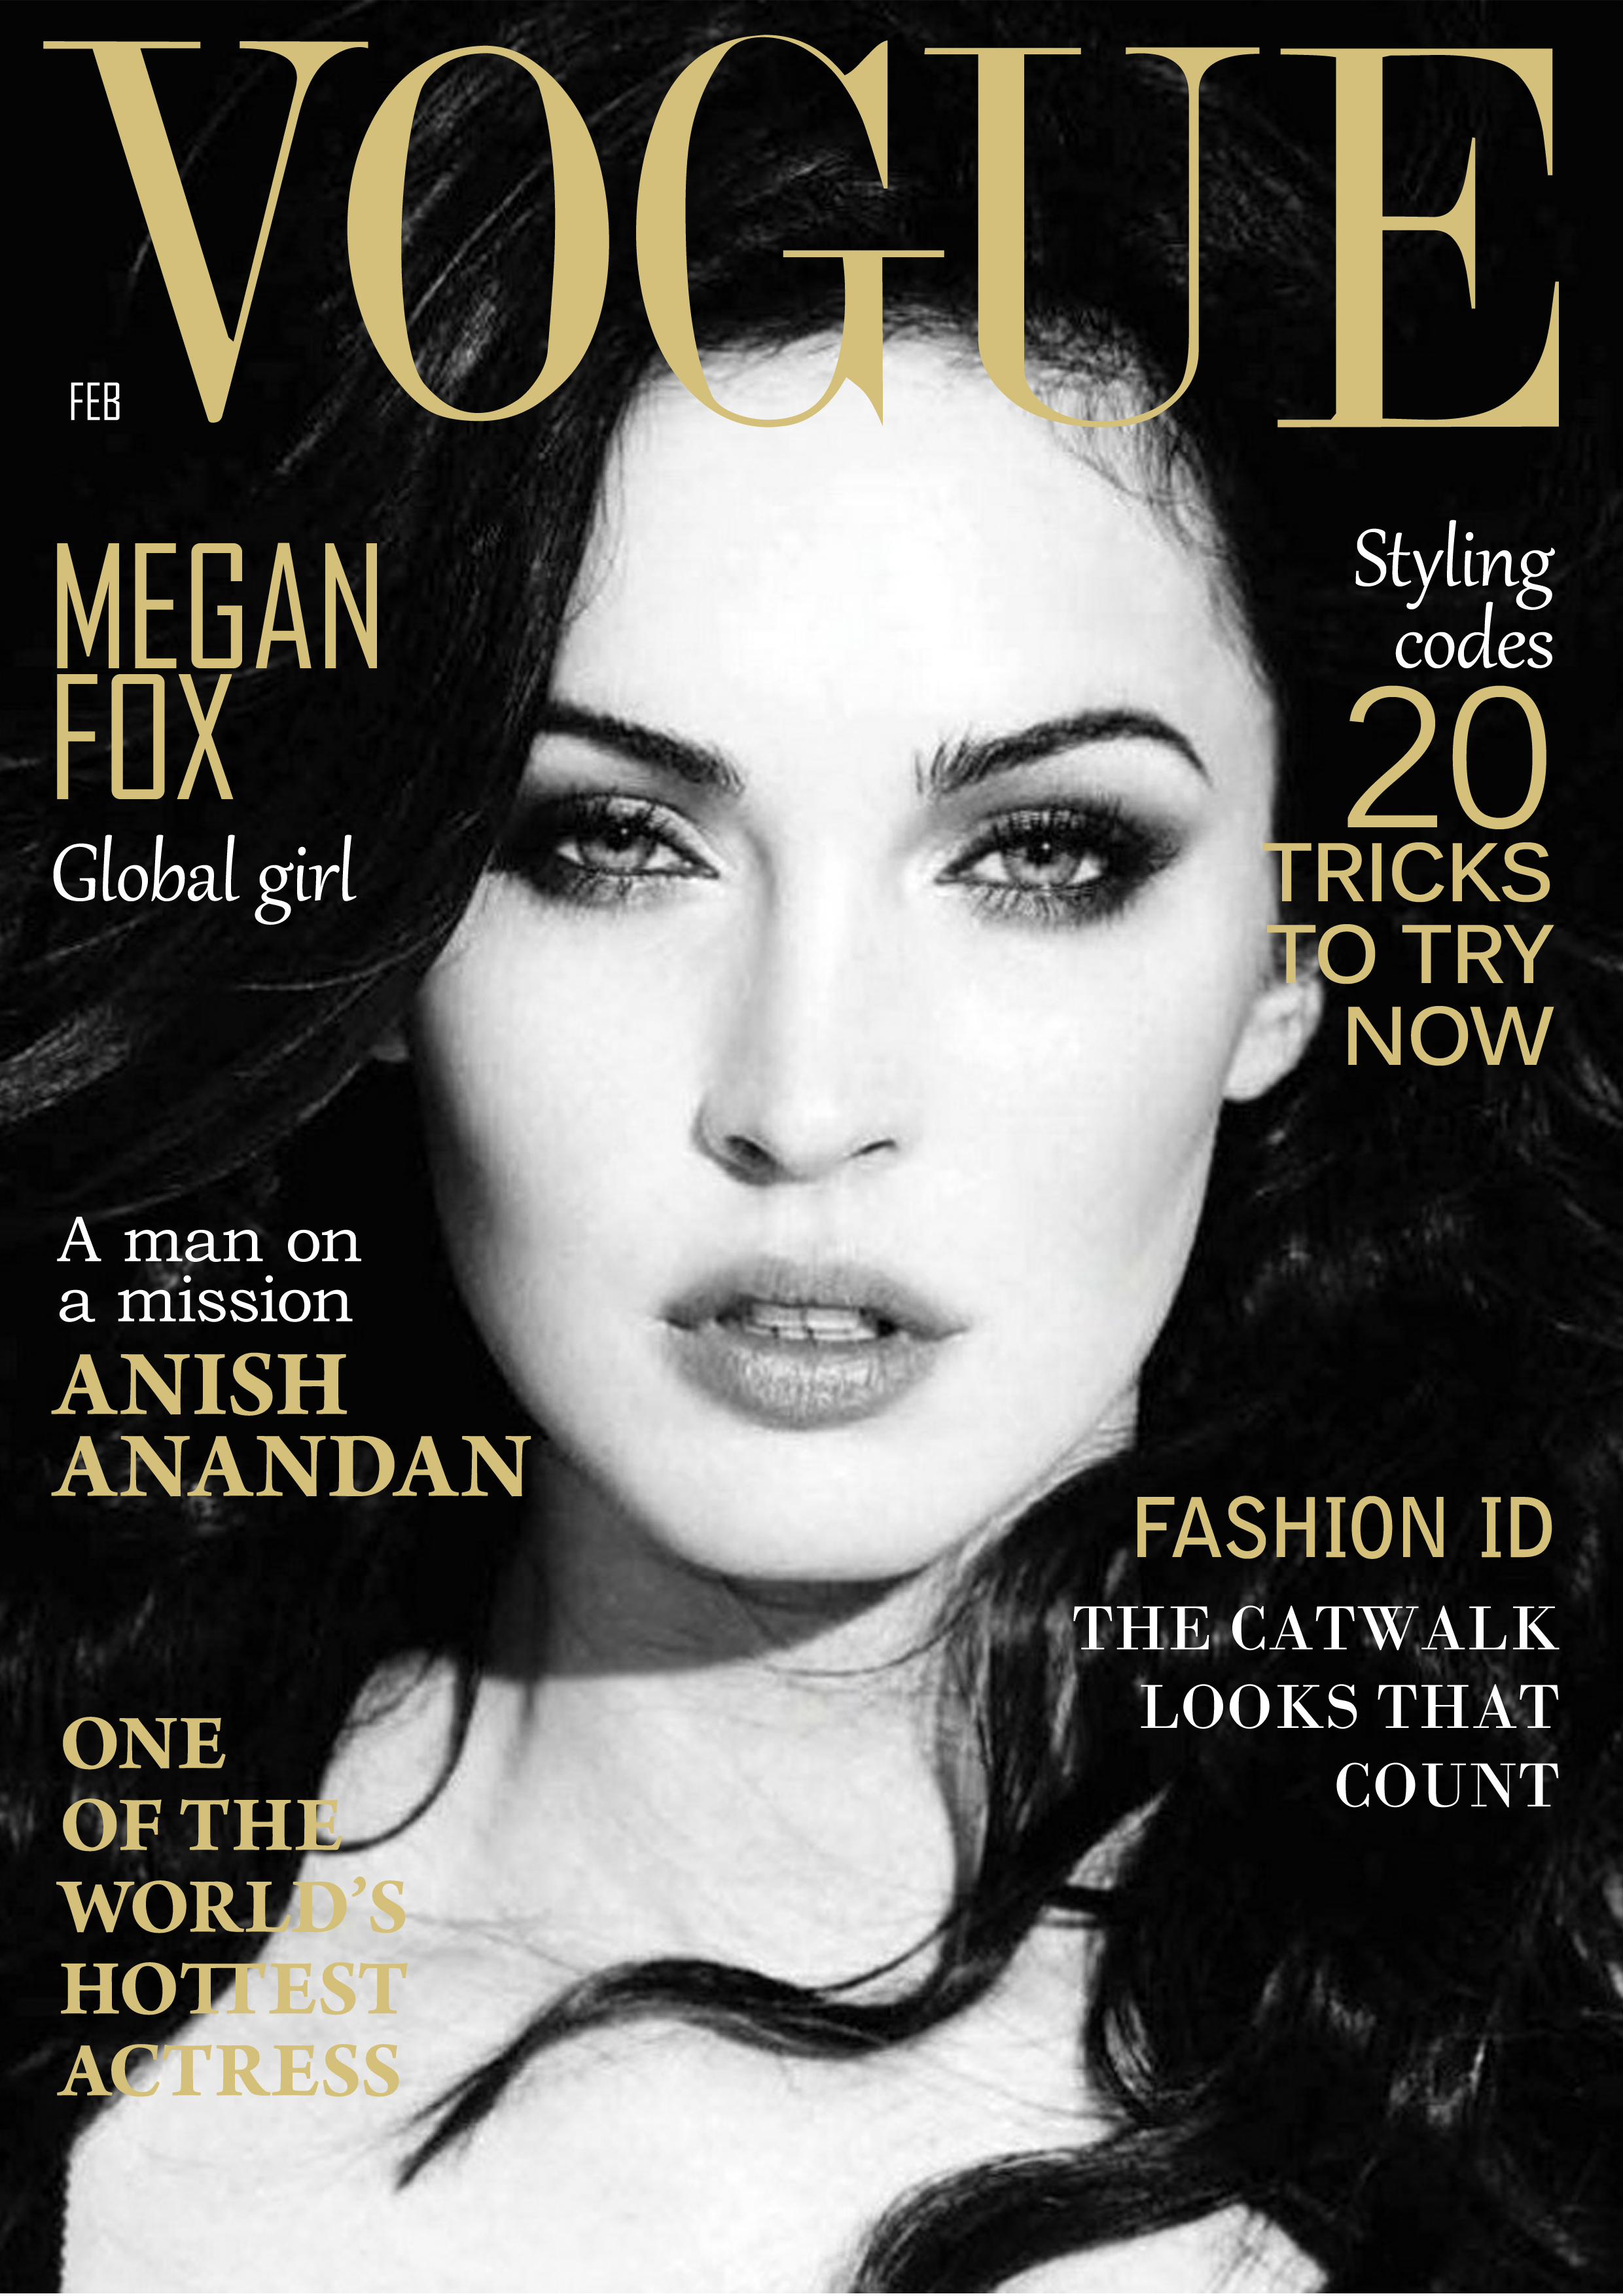 VOGUE
FEB
MEGAN
FOX
Global girl
Styling
codes
20
TRICKS
TO TRY
NOW
A man on
a mission
ANISH
ANANDAN
FASHION ID
THE CATWALK
LOOKS THAT
COUNT
ONE
OF THE
WORLD’S
HOTTEST
ACTRESS